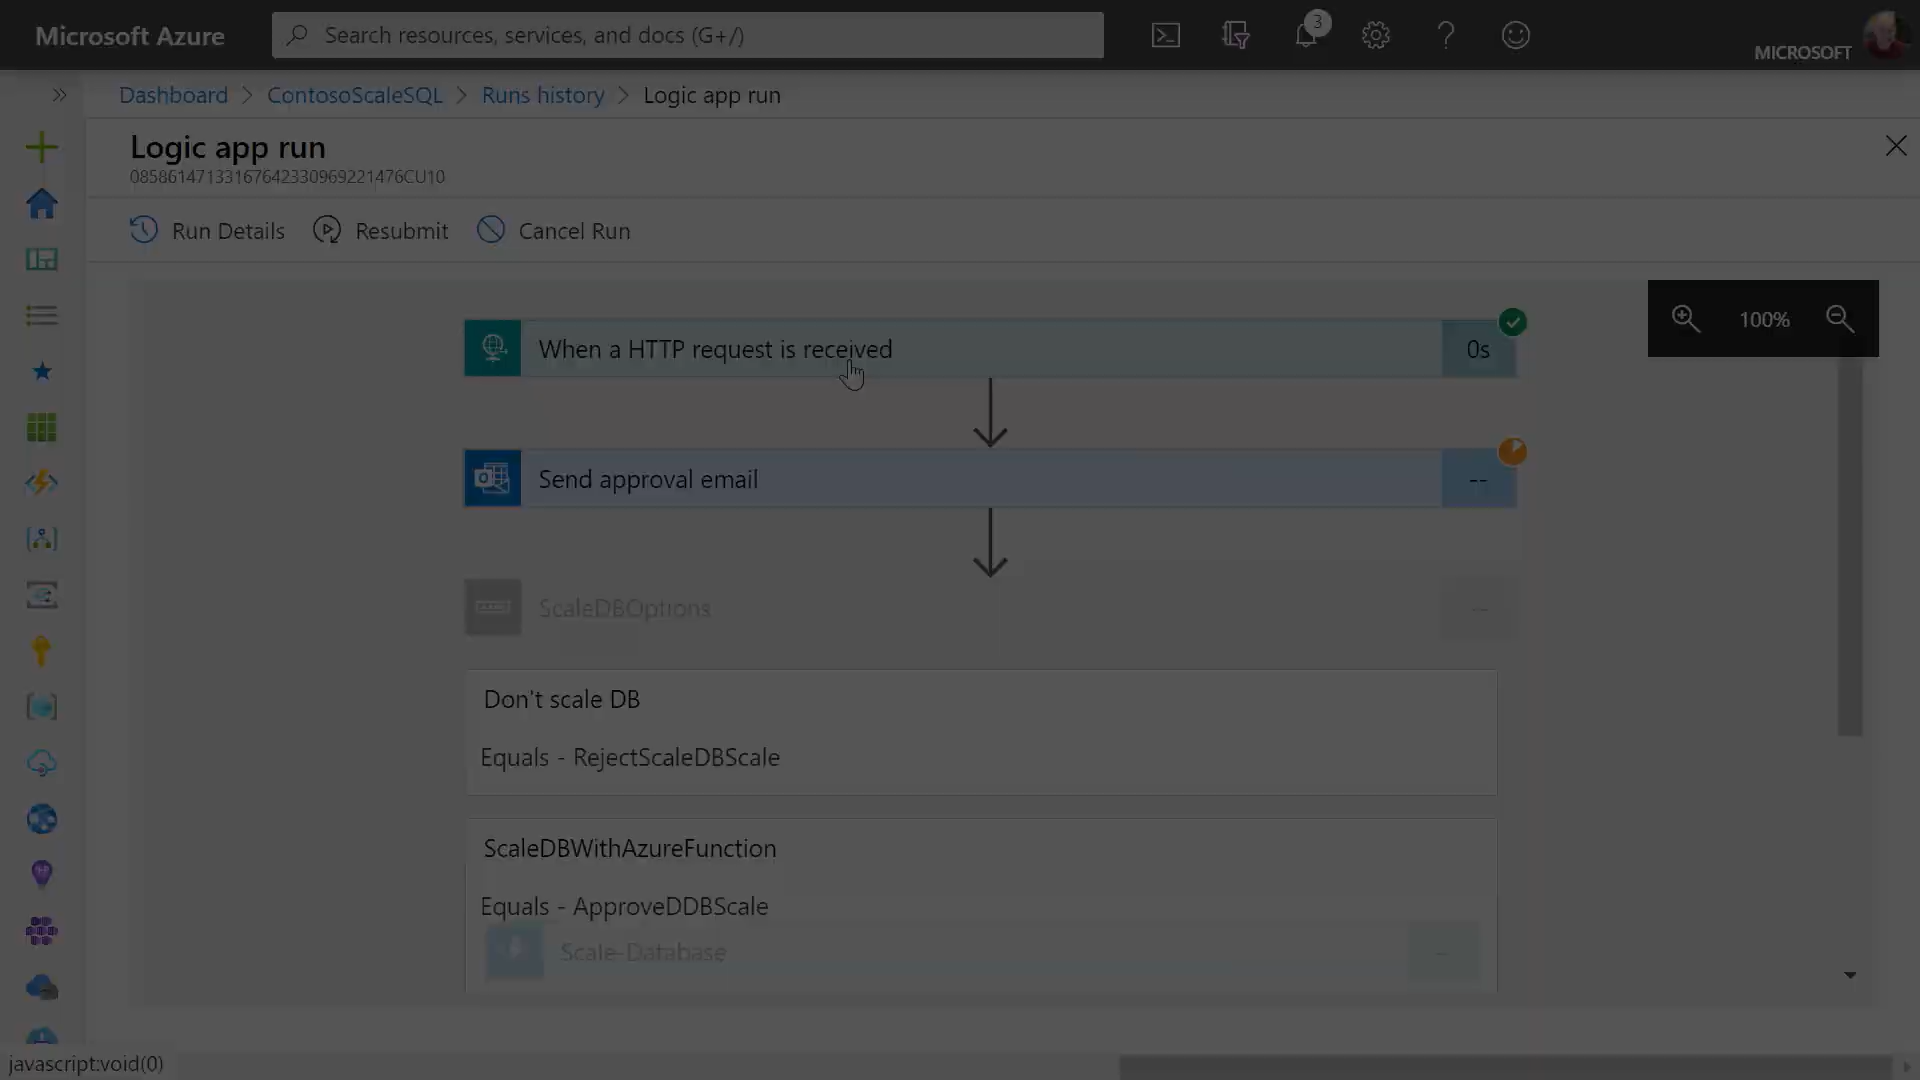 Microsoft Azure
Search resources, services, and docs (G+/)
3
MICROSOFT
Dashboard > ContosoScaleSQL > Runs history > Logic app run
Logic app run
08586147133167642330969221476CU10
Run Details
Resubmit
Cancel Run
100%
When a HTTP request is received
0s
Send approval email
--
ScaleDBOptions
--
Don't scale DB
Equals - RejectScaleDBScale
ScaleDBWithAzureFunction
Equals - ApproveDDBScale
Scale-Database
--
javascript:void(0)